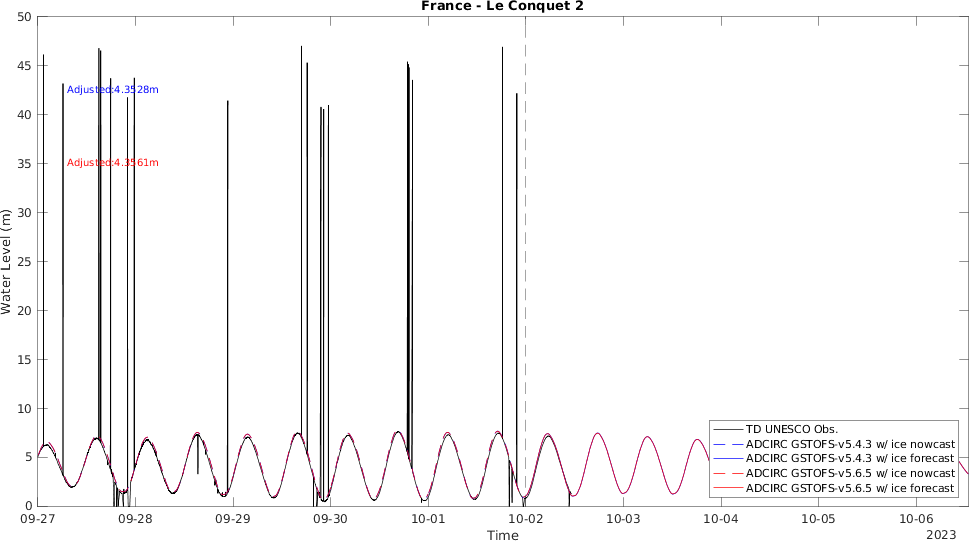 France - Le Conquet 2
50
45
40
35
30
25
20
15
10
5
0
Water Level (m)
Adjusted:4.3528m
Adjusted:4.3561m
TD UNESCO Obs.
ADCIRC GSTOFS-v5.4.3 w/ ice nowcast
ADCIRC GSTOFS-v5.4.3 w/ ice forecast
ADCIRC GSTOFS-v5.6.5 w/ ice nowcast
ADCIRC GSTOFS-v5.6.5 w/ ice forecast
09-27 09-28 09-29 09-30 10-01 10-02 10-03 10-04 10-05 10-06
Time
2023